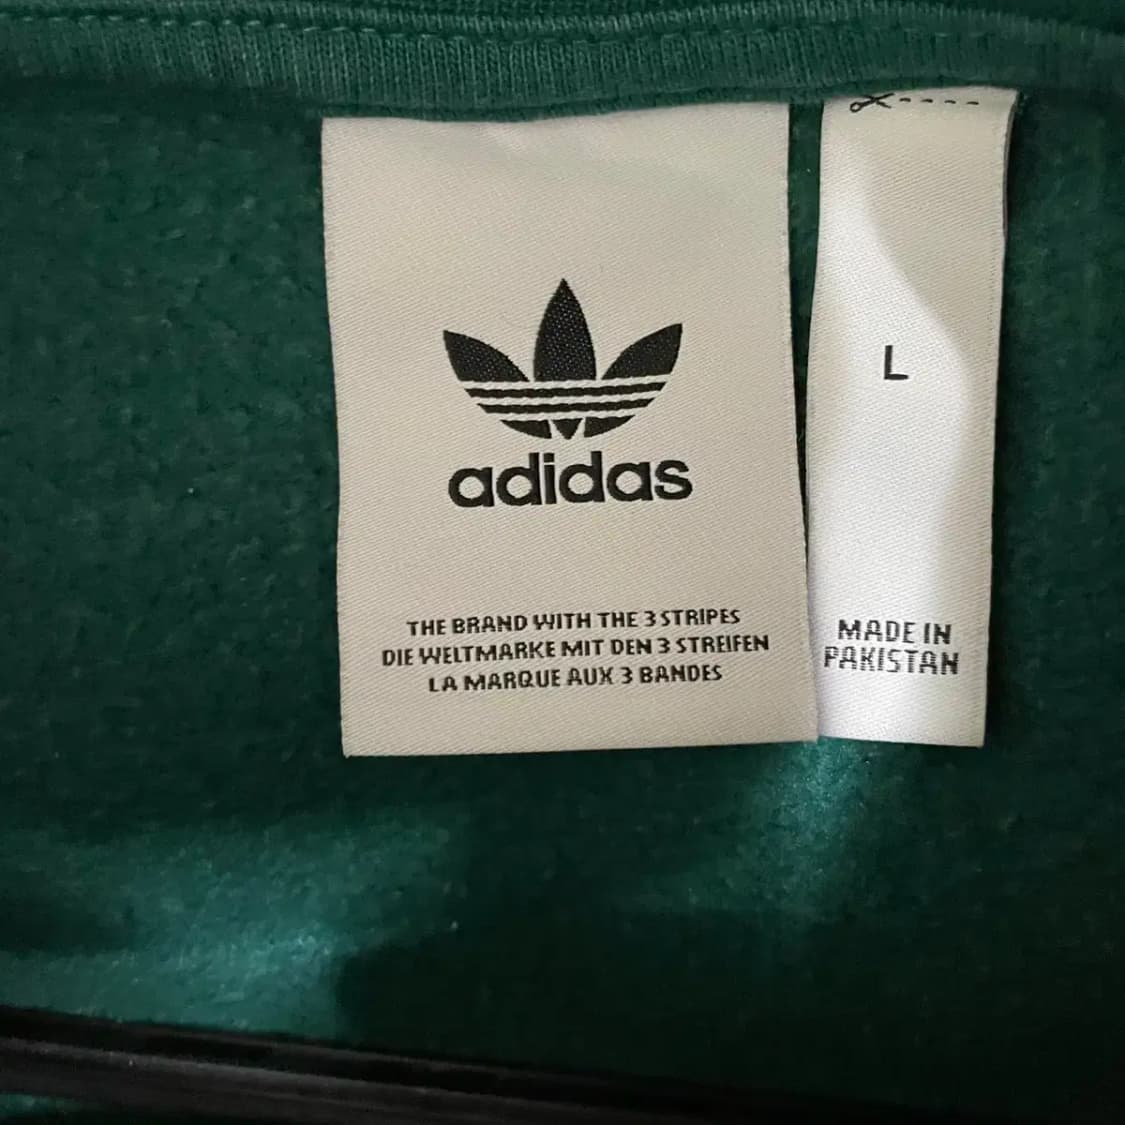 adidas
THE BRAND WITH THE 3 STRIPES
DIE WELTMARKE MIT DEN 3 STREIFEN
LA MARQUE AUX 3 BANDES
L
MADE IN
PAKISTAN